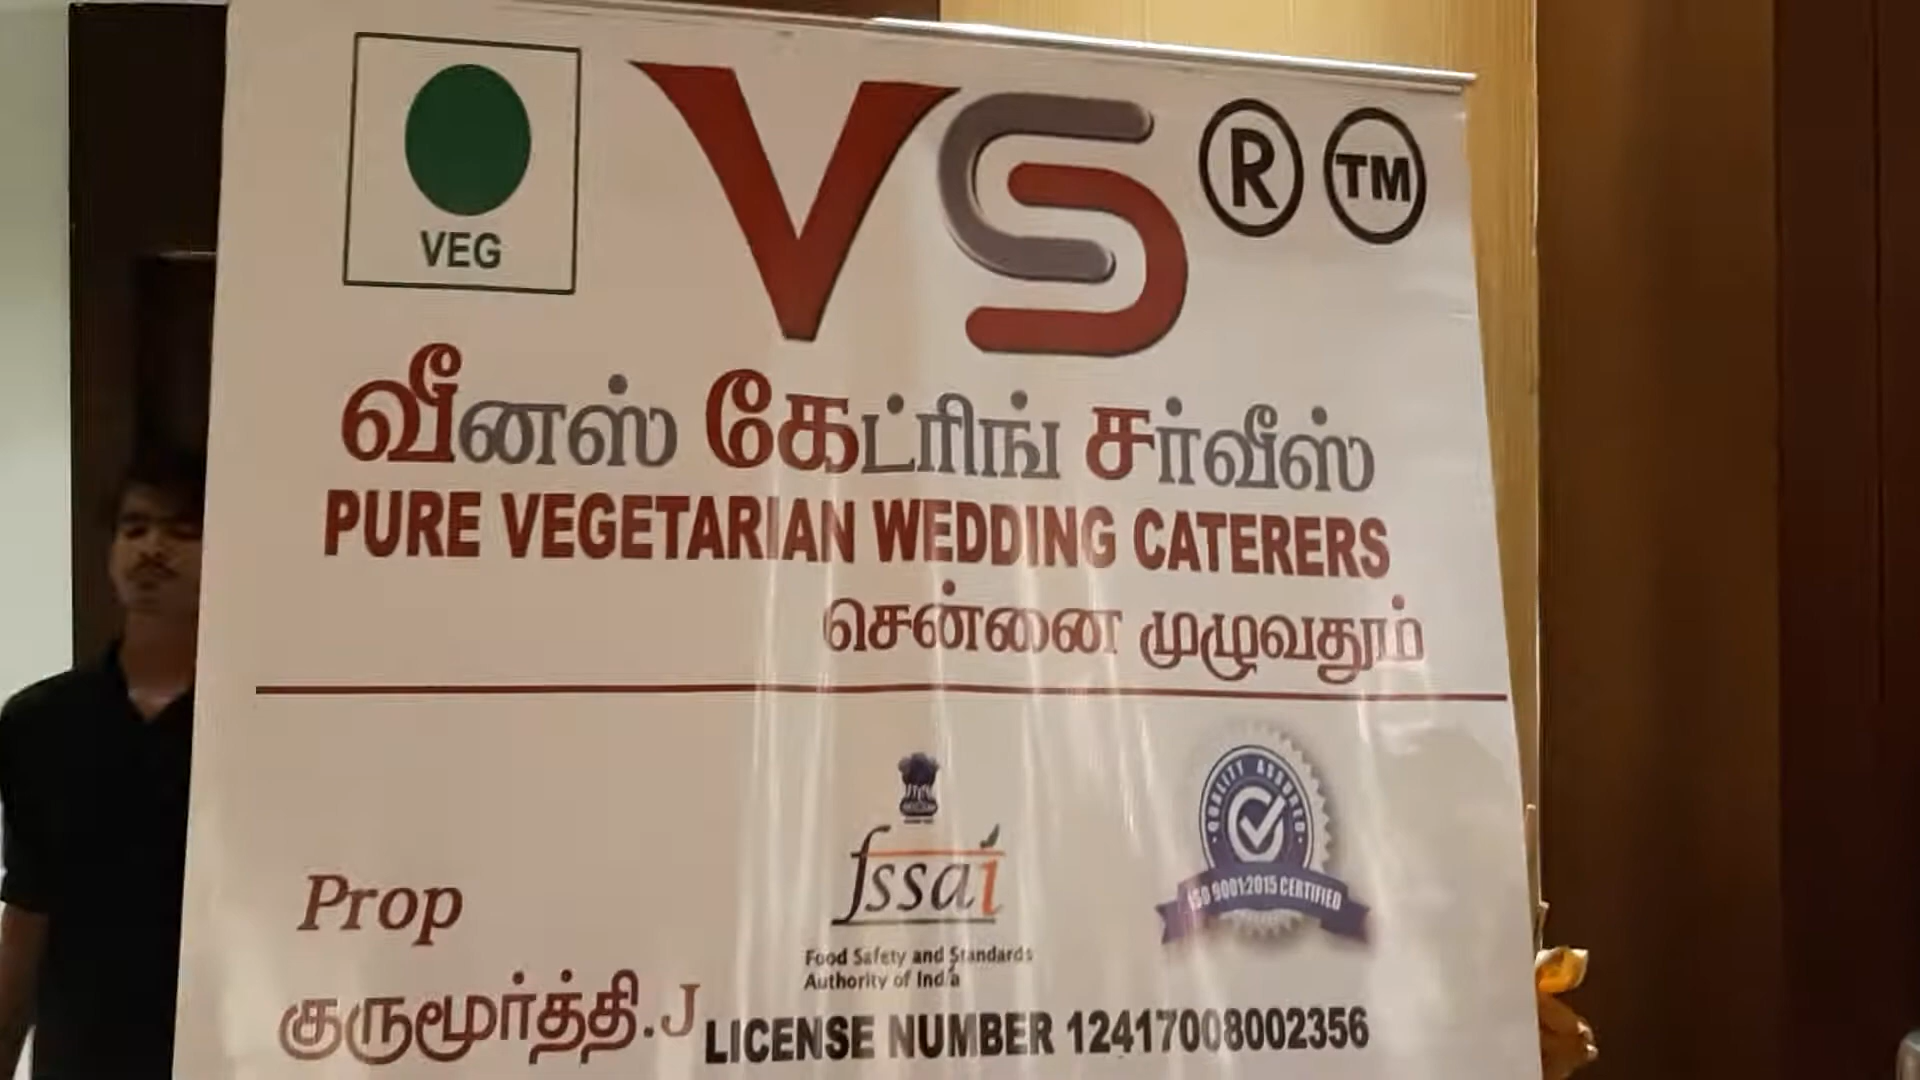 VS ® TM
VEG
வீனஸ் கேட்ரிங் சர்வீஸ்
PURE VEGETARIAN WEDDING CATERERS
சென்னை முழுவதும்
QUALITY ASSURED
ISO 9001:2015 CERTIFIED
fssai
Food Safety and Standards
Authority of India
Prop
குருமூர்த்தி.J
LICENSE NUMBER 12417008002356